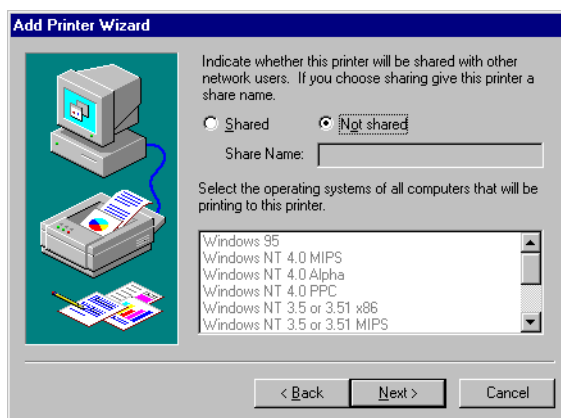 Add Printer Wizard
Indicate whether this printer will be shared with other
network users.  If you choose sharing give this printer a
share name.
Shared Not shared
Share Name:
Select the operating systems of all computers that will be
printing to this printer.
Windows 95
Windows NT 4.0 MIPS
Windows NT 4.0 Alpha
Windows NT 4.0 PPC
Windows NT 3.5 or 3.51 x86
Windows NT 3.5 or 3.51 MIPS
< Back Next > Cancel